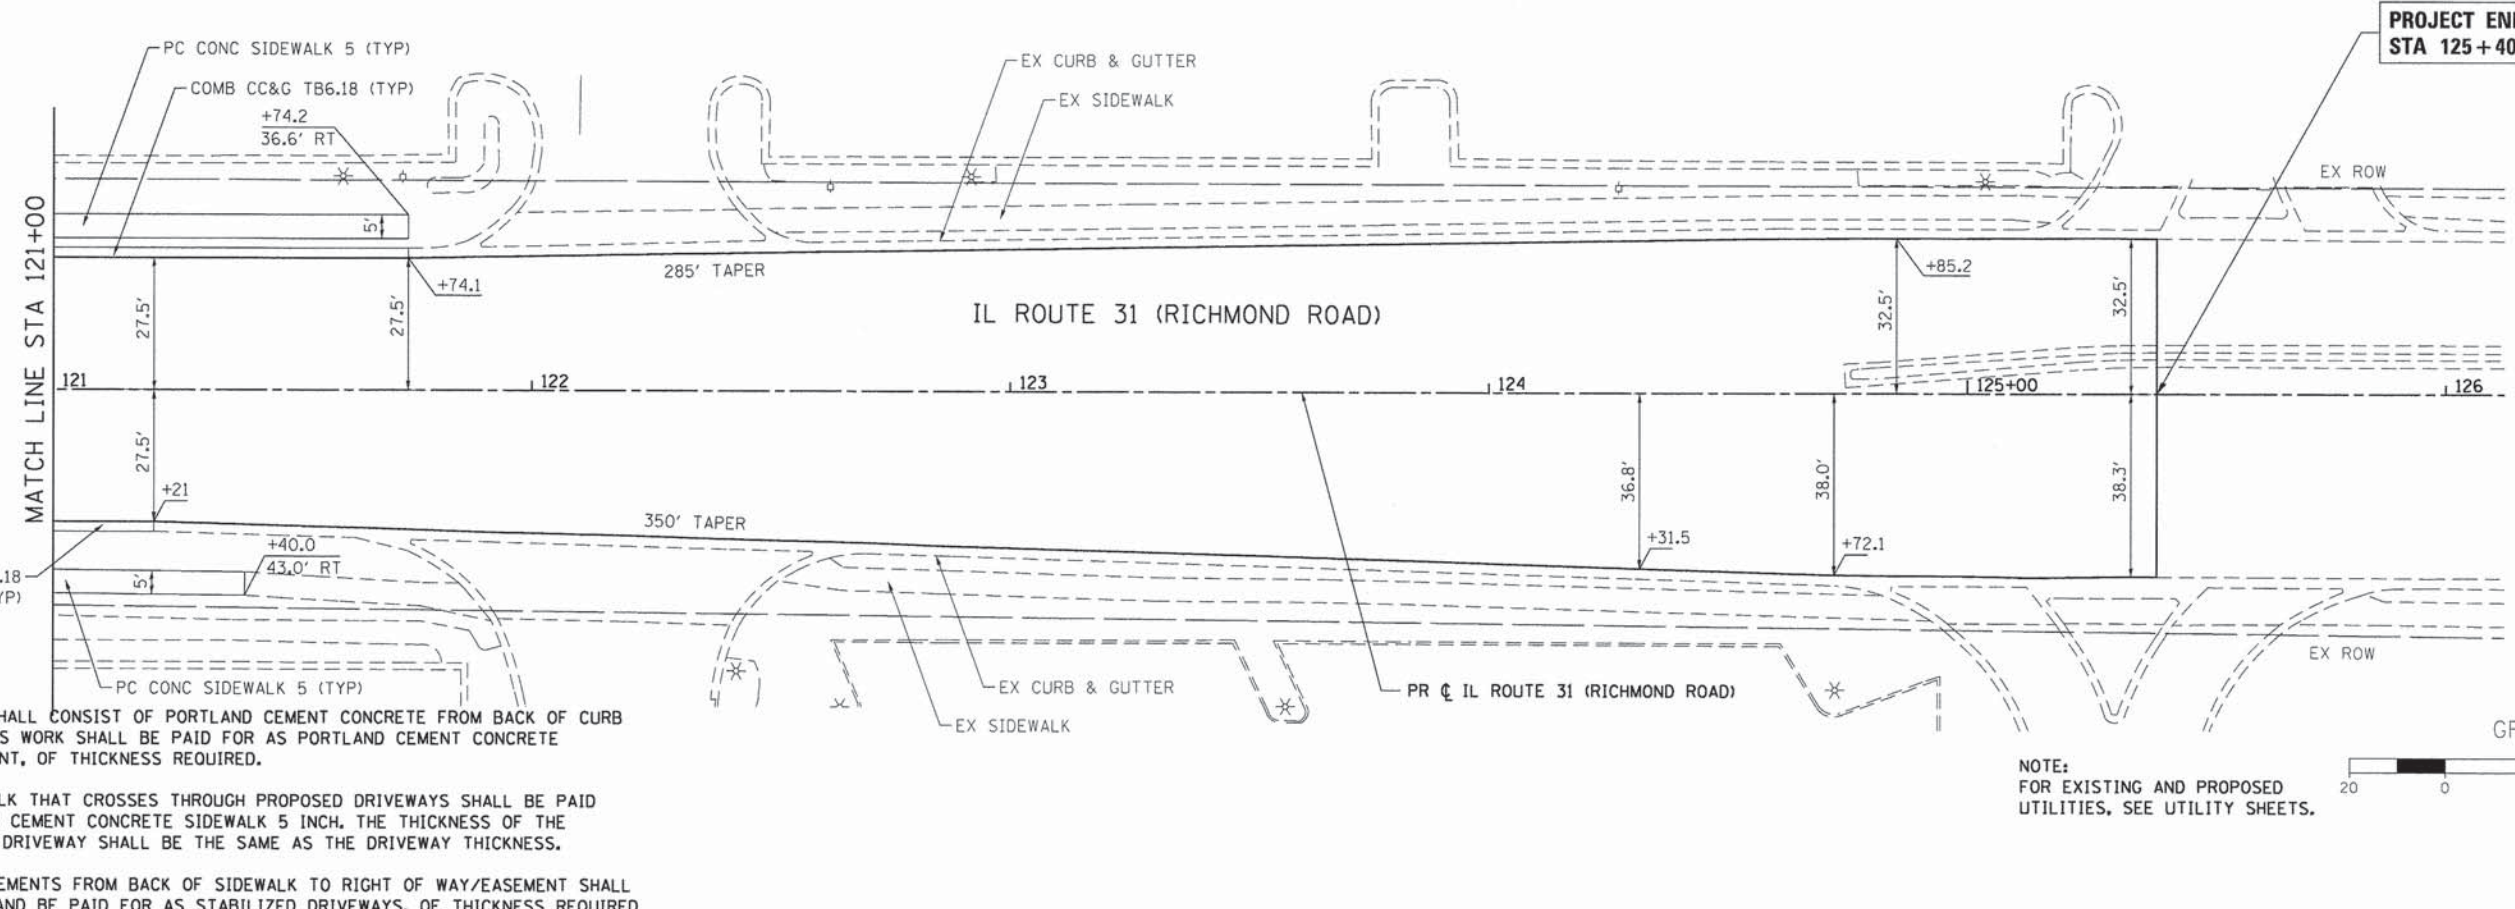 PROJECT EN
STA 125+40
PC CONC SIDEWALK 5 (TYP)
COMB CC&G TB6.18 (TYP)
+74.2
36.6' RT
EX CURB & GUTTER
EX SIDEWALK
EX ROW
MATCH LINE STA 121+00
5'
285' TAPER
+74.1
+85.2
27.5'
27.5'
IL ROUTE 31 (RICHMOND ROAD)
32.5'
32.5'
121
122
123
124
125+00
126
27.5'
36.8'
38.0'
38.3'
+21
350' TAPER
+31.5
+72.1
+40.0
43.0' RT
.18
YP)
5'
EX ROW
PC CONC SIDEWALK 5 (TYP)
EX CURB & GUTTER
EX SIDEWALK
PR ℄ IL ROUTE 31 (RICHMOND ROAD)
HALL CONSIST OF PORTLAND CEMENT CONCRETE FROM BACK OF CURB
S WORK SHALL BE PAID FOR AS PORTLAND CEMENT CONCRETE
NT, OF THICKNESS REQUIRED.
LK THAT CROSSES THROUGH PROPOSED DRIVEWAYS SHALL BE PAID
CEMENT CONCRETE SIDEWALK 5 INCH. THE THICKNESS OF THE
DRIVEWAY SHALL BE THE SAME AS THE DRIVEWAY THICKNESS.
EMENTS FROM BACK OF SIDEWALK TO RIGHT OF WAY/EASEMENT SHALL
AND BE PAID FOR AS STABILIZED DRIVEWAYS, OF THICKNESS REQUIRED
GR
NOTE:
FOR EXISTING AND PROPOSED
UTILITIES, SEE UTILITY SHEETS.
20 0